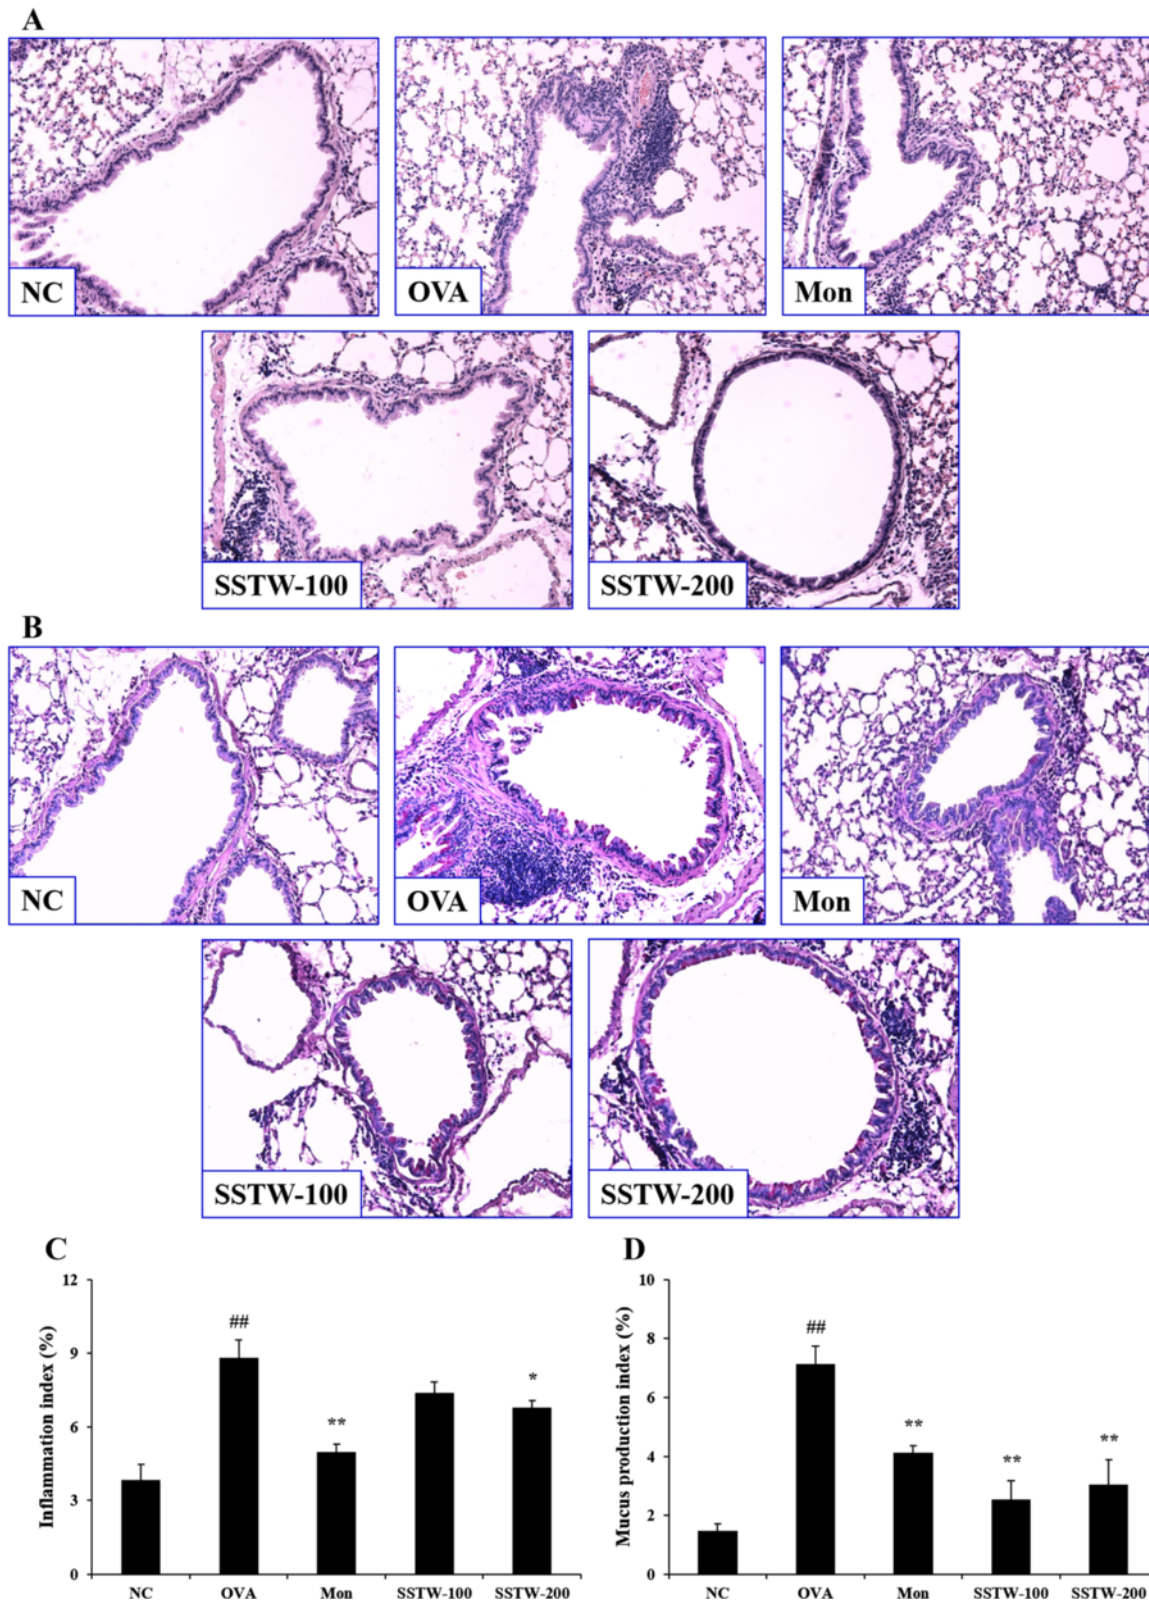 A
NC
OVA
Mon
SSTW-100
SSTW-200
B
NC
OVA
Mon
SSTW-100
SSTW-200
C
Inflammation index (%)
12
9
6
3
0
##
**
*
NC
OVA
Mon
SSTW-100
SSTW-200
D
Mucus production index (%)
10
8
6
4
2
0
##
**
**
**
NC
OVA
Mon
SSTW-100
SSTW-200